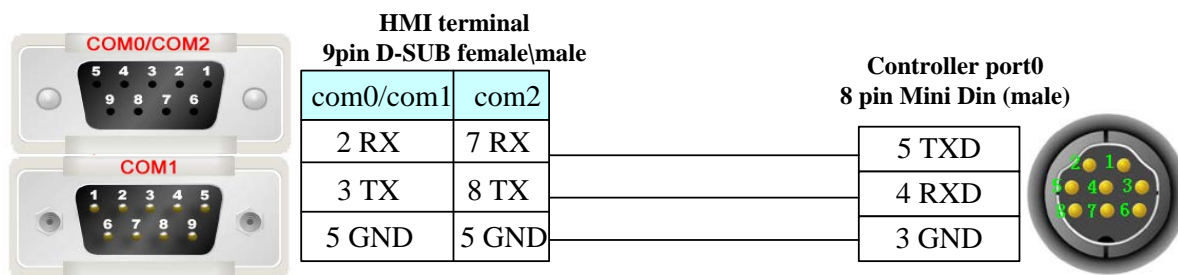 HMI terminal
9pin D-SUB female\male
COM0/COM2
5 4 3 2 1
9 8 7 6
COM1
1 2 3 4 5
6 7 8 9
com0/com1 com2
2 RX 7 RX
3 TX 8 TX
5 GND 5 GND
Controller port0
8 pin Mini Din (male)
5 TXD
4 RXD
3 GND
2 1
5 4 3
8 7 6